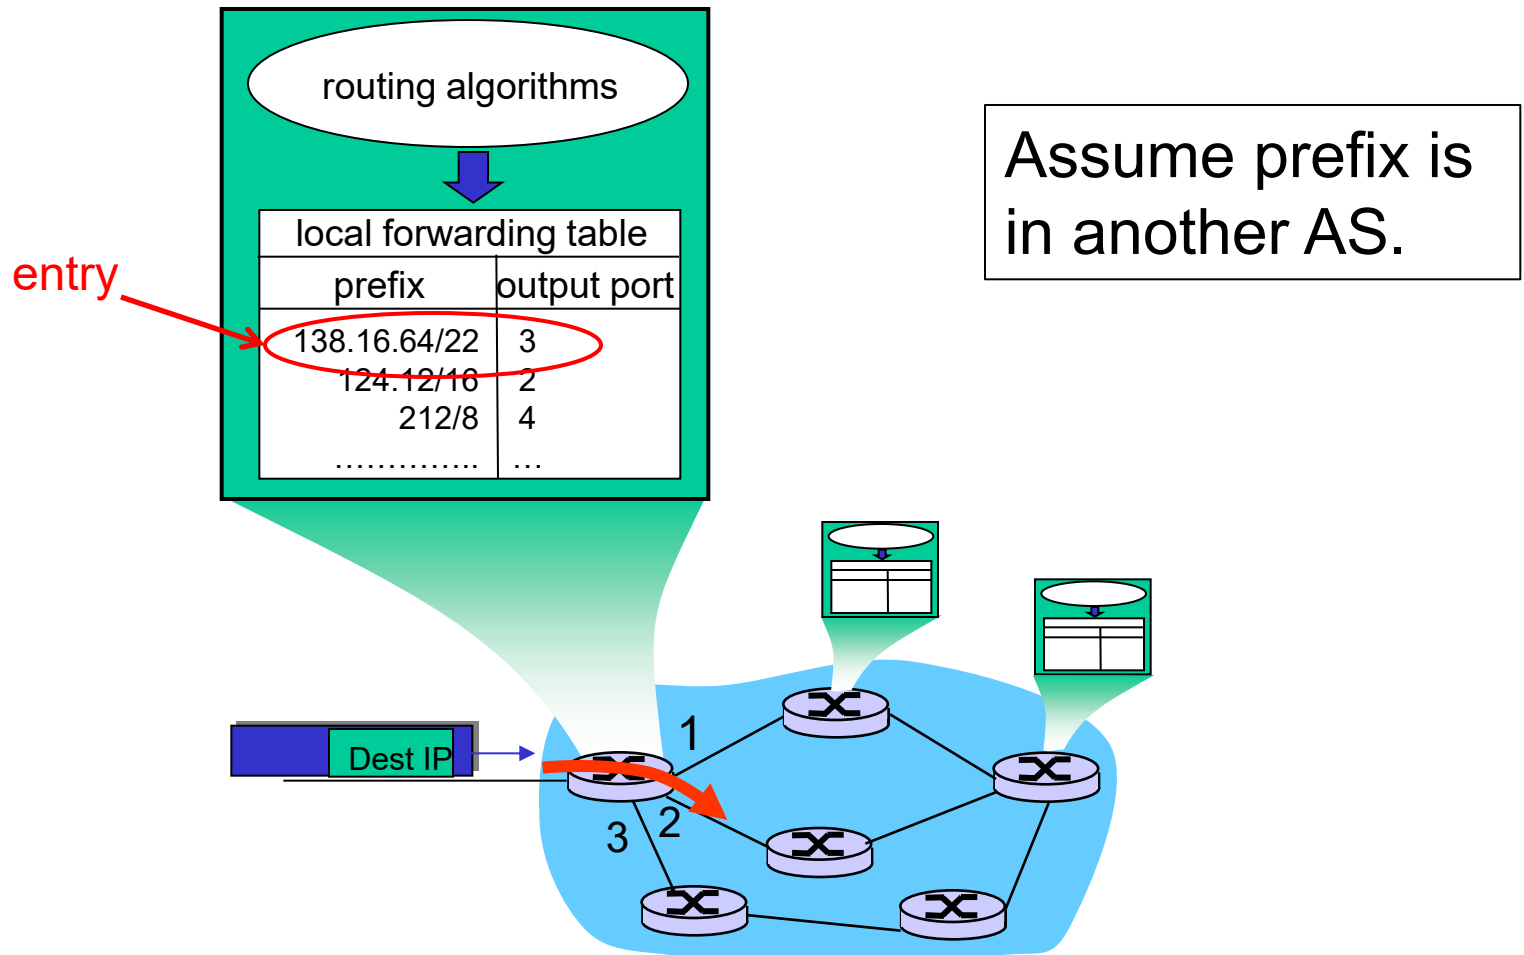 routing algorithms
Assume prefix is
in another AS.
local forwarding table
entry
prefix output port
138.16.64/22 3
124.12/16 2
212/8 4
………….. …
1
Dest IP
2
3